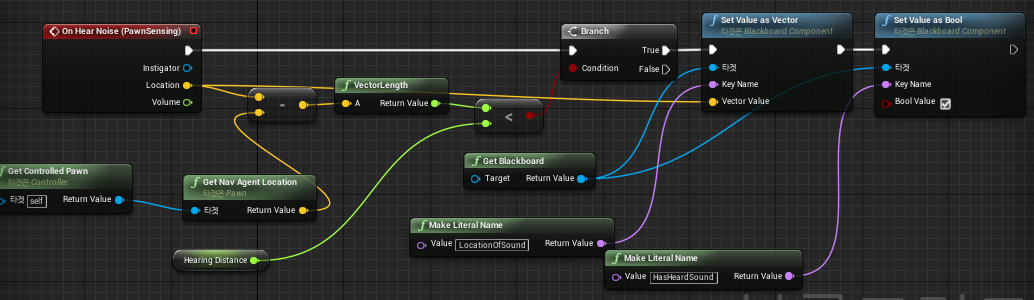 On Hear Noise (PawnSensing)
Instigator
Location
Volume
VectorLength
A
Return Value
-
<
Branch
True
Condition
False
Set Value as Vector
타겟은 Blackboard Component
타겟
Key Name
Vector Value
Set Value as Bool
타겟은 Blackboard Component
타겟
Key Name
Bool Value
Get Controlled Pawn
타겟은 Controller
타겟 self
Return Value
Get Nav Agent Location
타겟은 Pawn
타겟
Return Value
Hearing Distance
Get Blackboard
Target
Return Value
Make Literal Name
Value LocationOfSound
Return Value
Make Literal Name
Value HasHeardSound
Return Value